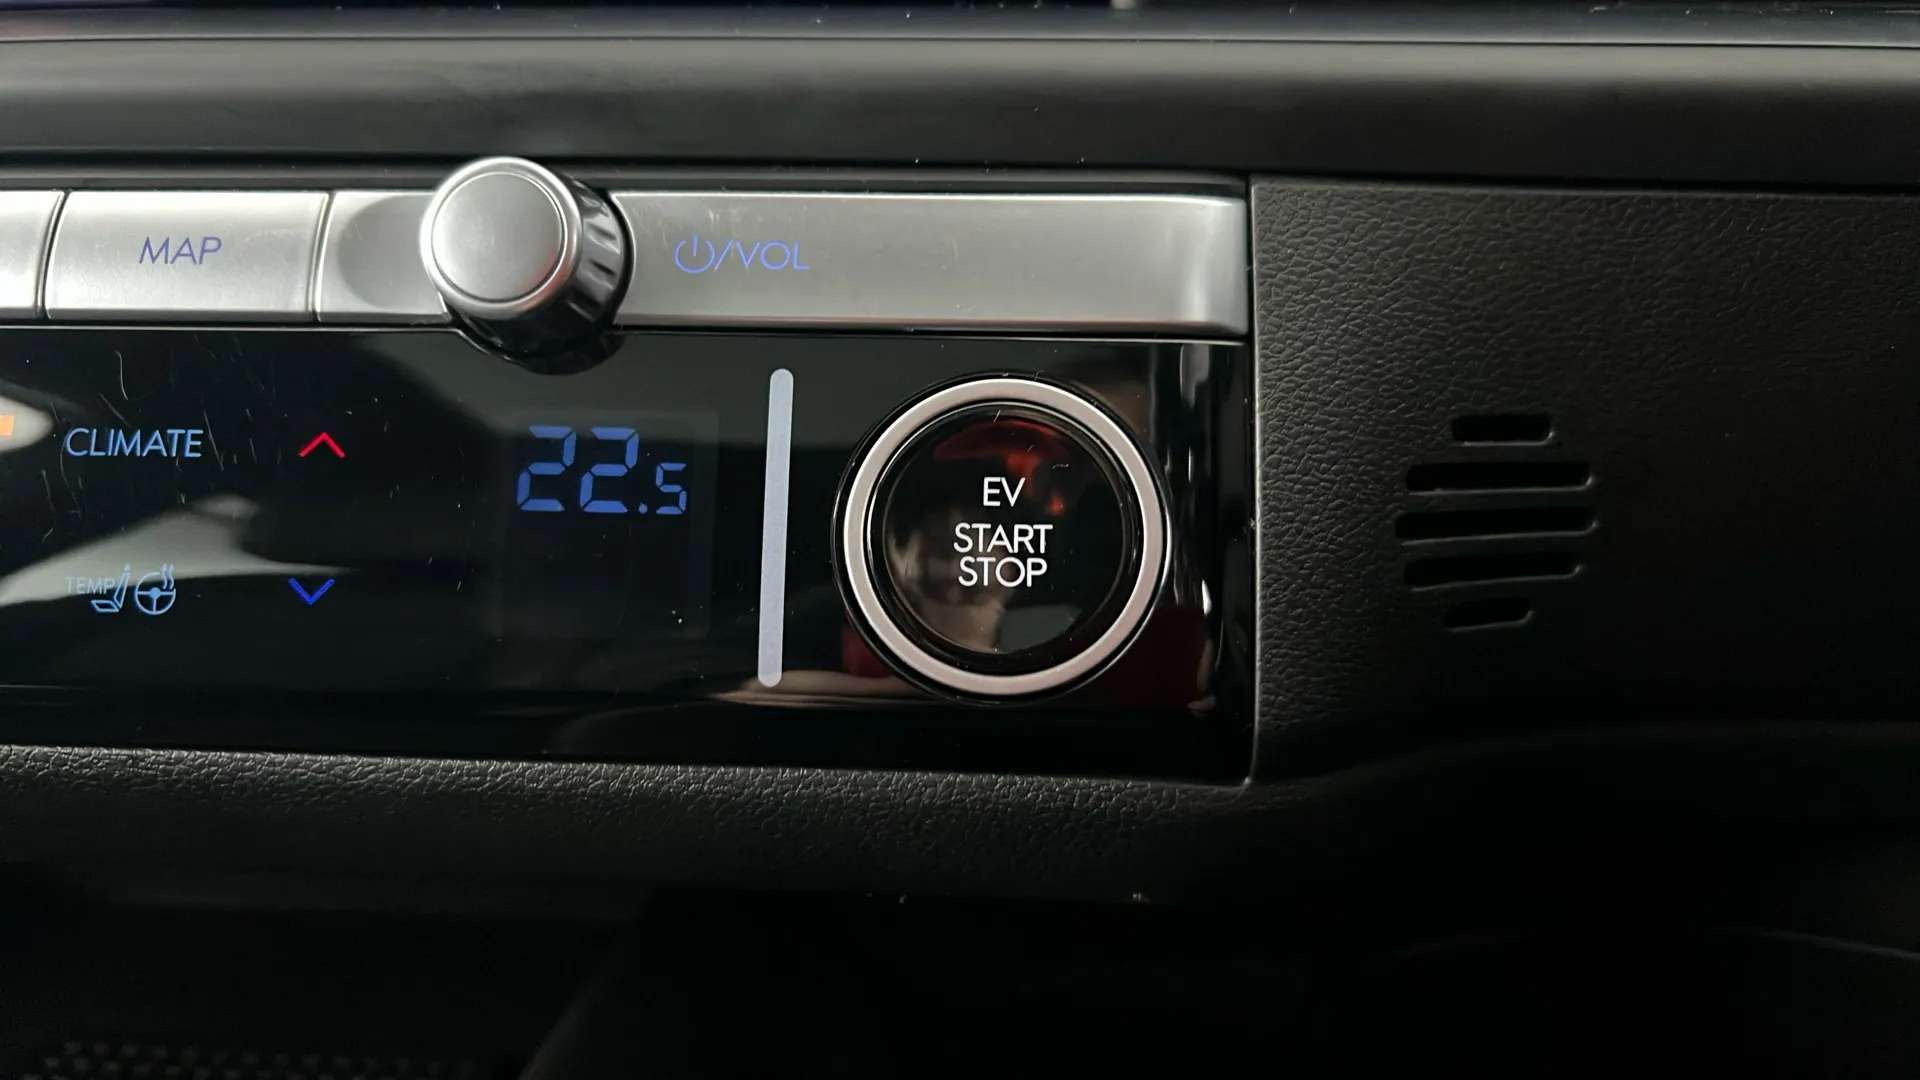 MAP
/VOL
CLIMATE
22.5
EV
START
STOP
TEMP